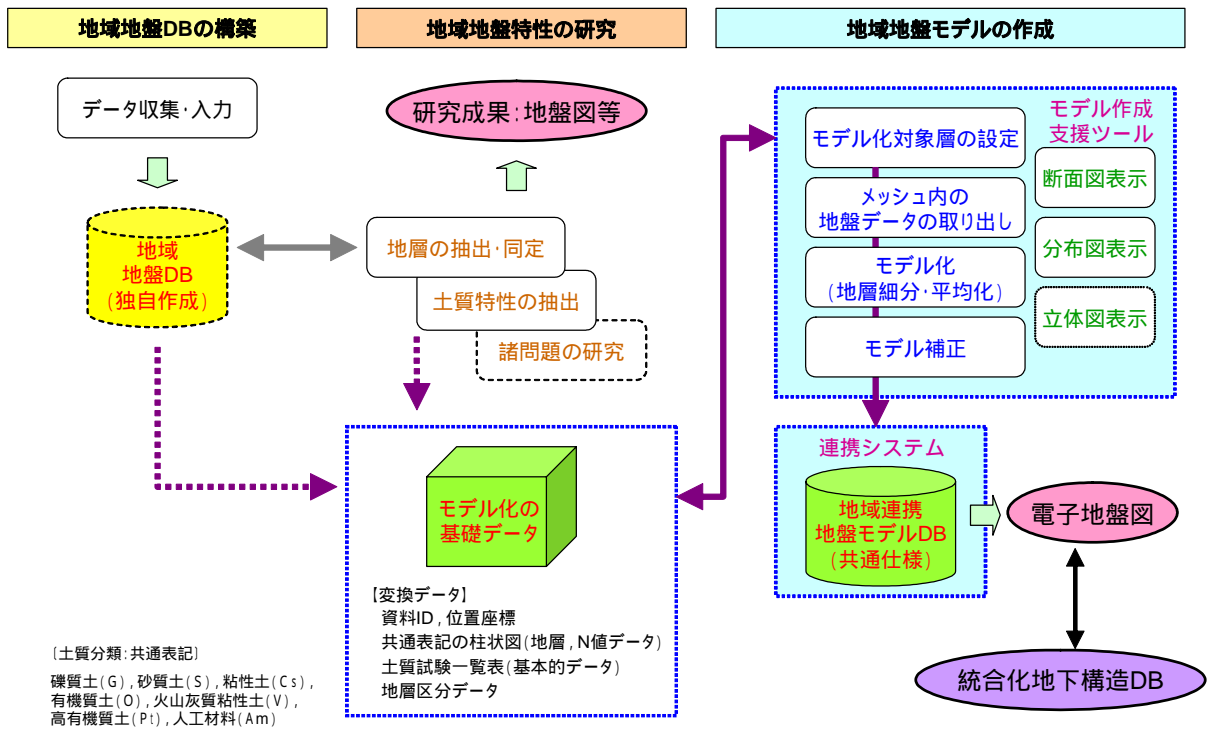 地域地盤DBの構築
地域地盤特性の研究
地域地盤モデルの作成
データ収集・入力
地域
地盤DB
(独自作成)
研究成果:地盤図等
地層の抽出・同定
土質特性の抽出
諸問題の研究
モデル化の
基礎データ
【変換データ】
資料ID,位置座標
共通表記の柱状図(地層,N値データ)
土質試験一覧表(基本的データ)
地層区分データ
[土質分類:共通表記]
礫質土(G),砂質土(S),粘性土(Cs),
有機質土(O),火山灰質粘性土(V),
高有機質土(Pt),人工材料(Am)
モデル化対象層の設定
メッシュ内の
地盤データの取り出し
モデル化
(地層細分・平均化)
モデル補正
モデル作成
支援ツール
断面図表示
分布図表示
立体図表示
連携システム
地域連携
地盤モデルDB
(共通仕様)
電子地盤図
統合化地下構造DB